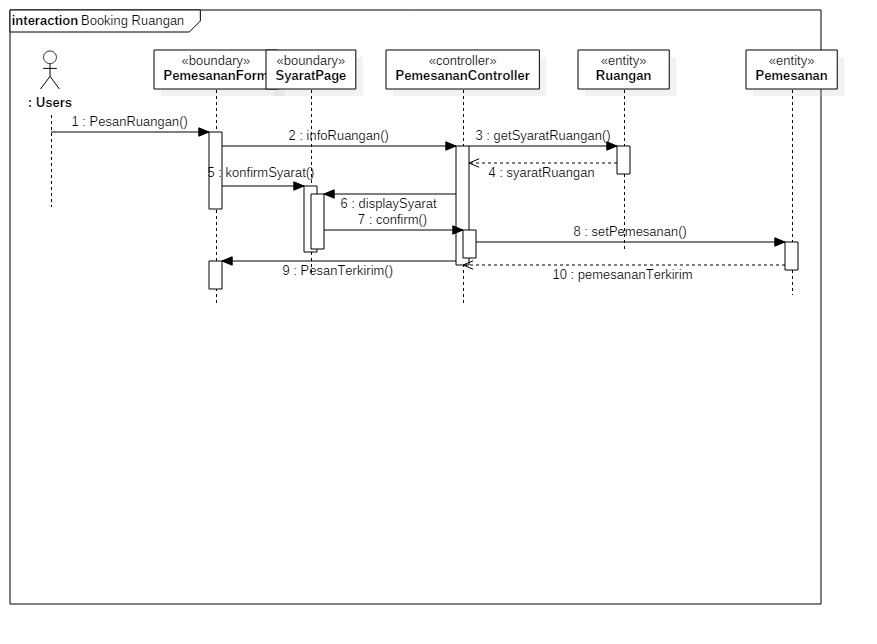 interaction Booking Ruangan
«boundary»
PemesananForm
«boundary»
SyaratPage
«controller»
PemesananController
«entity»
Ruangan
«entity»
Pemesanan
: Users
1 : PesanRuangan()
2 : infoRuangan()
3 : getSyaratRuangan()
4 : syaratRuangan
5 : konfirmSyarat()
6 : displaySyarat
7 : confirm()
8 : setPemesanan()
9 : PesanTerkirim()
10 : pemesananTerkirim